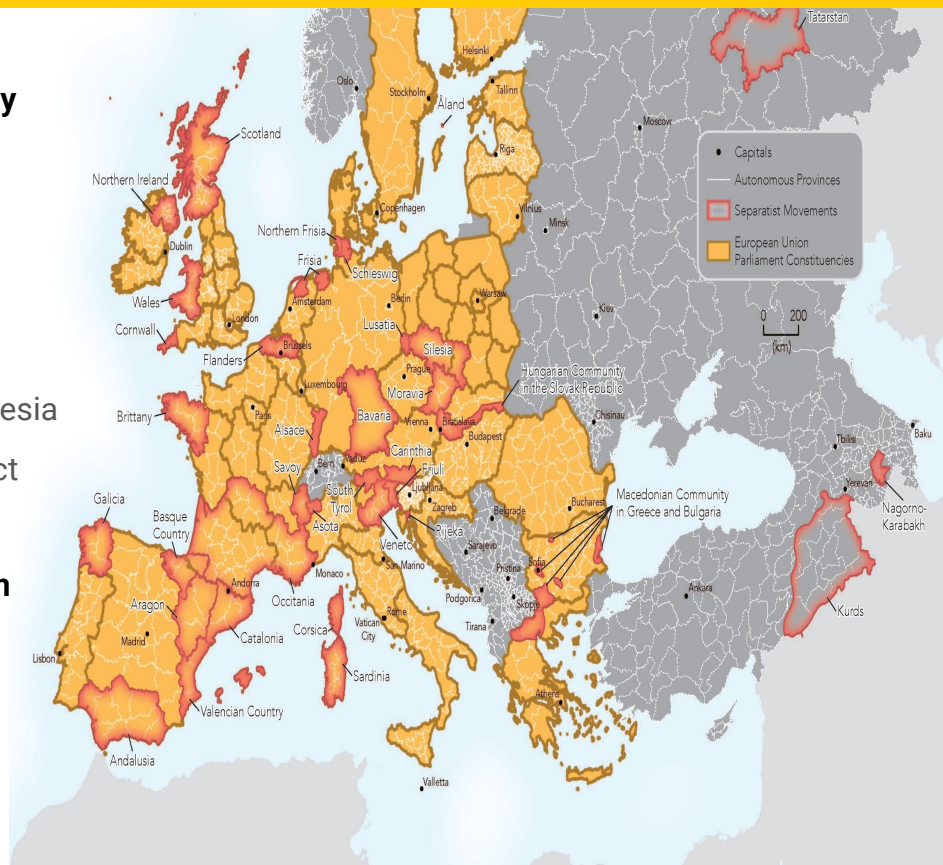 y
esia
ct
n
Tatarstan
Helsinki
Oslo
Stockholm
Tallinn
Åland
Moscovr
Scotland
Riga
Northern Ireland
Copenhagen
Vilnius
Minsk
Northern Frisia
Dublin
Frisia
Schleswig
Wales
Amsterdam
Berlin
Warsaw
London
Lusatia
Kiev
Cornwall
Flanders
Brussels
Silesia
Prague
Hungarian Community
in the Slovak Republic
Luxembourg
Moravia
Brittany
Paris
Bavaria
Chisinau
Alsace
Vienna
Bratislava
Budapest
Baku
Tbilisi
Carinthia
Savoy
Bern
Vaduz
Friuli
Yerevan
South
Tyrol
Ljubljana
Zagreb
Galicia
Basque
Country
Asota
Belgrade
Bucharest
Macedonian Community
in Greece and Bulgaria
Nagorno-
Karabakh
Rijeka
Veneto
Sarajevo
Monaco
San Marino
Sofia
Pristina
Andorra
Occitania
Podgorica
Skopje
Ankara
Kurds
Aragon
Corsica
Rome
Vatican
City
Tirana
Madrid
Catalonia
Lisbon
Sardinia
Valencian Country
Athens
Andalusia
Valletta
Capitals
Autonomous Provinces
Separatist Movements
European Union
Parliament Constituencies
0 200
(km)